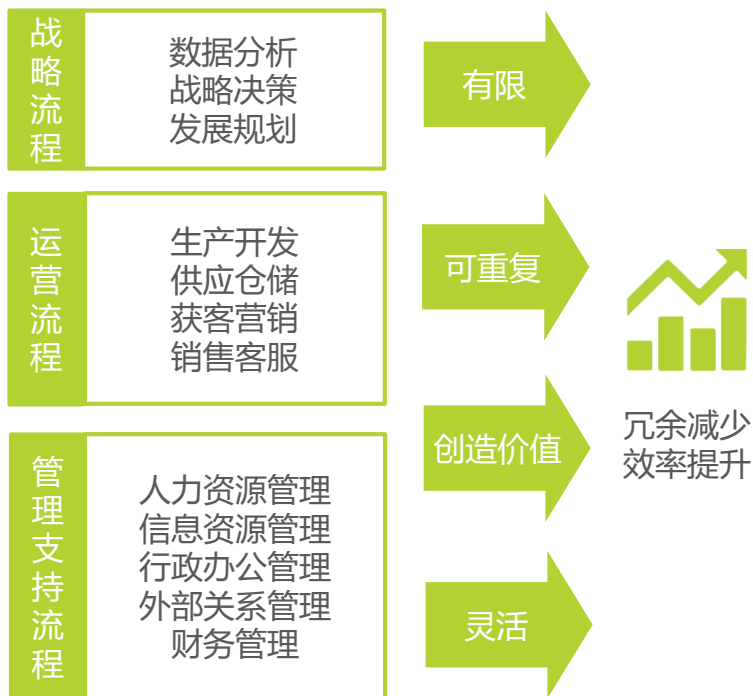 战略流程
数据分析
战略决策
发展规划
有限
运营流程
生产开发
供应仓储
获客营销
销售客服
可重复
管理支持流程
人力资源管理
信息资源管理
行政办公管理
外部关系管理
财务管理
创造价值
灵活
冗余减少
效率提升